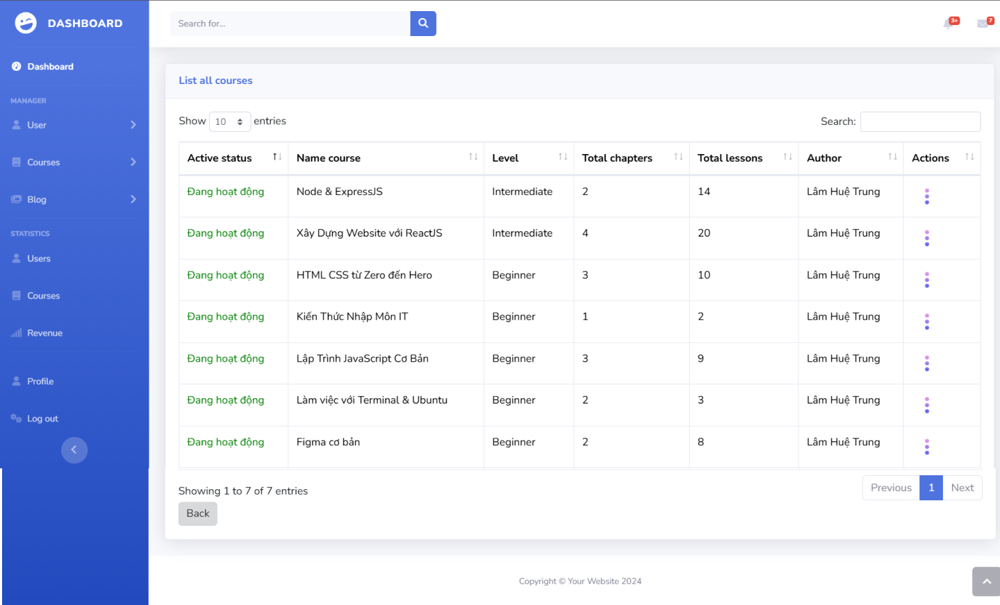 DASHBOARD
Search for...
3+
7
Dashboard
MANAGER
User
Courses
Blog
STATISTICS
Users
Courses
Revenue
Profile
Log out
List all courses
Show 10 entries
Search:
Active status Name course Level Total chapters Total lessons Author Actions
Đang hoạt động Node & ExpressJS Intermediate 2 14 Lâm Huệ Trung
Đang hoạt động Xây Dựng Website với ReactJS Intermediate 4 20 Lâm Huệ Trung
Đang hoạt động HTML CSS từ Zero đến Hero Beginner 3 10 Lâm Huệ Trung
Đang hoạt động Kiến Thức Nhập Môn IT Beginner 1 2 Lâm Huệ Trung
Đang hoạt động Lập Trình JavaScript Cơ Bản Beginner 3 9 Lâm Huệ Trung
Đang hoạt động Làm việc với Terminal & Ubuntu Beginner 2 3 Lâm Huệ Trung
Đang hoạt động Figma cơ bản Beginner 2 8 Lâm Huệ Trung
Showing 1 to 7 of 7 entries
Previous 1 Next
Back
Copyright © Your Website 2024